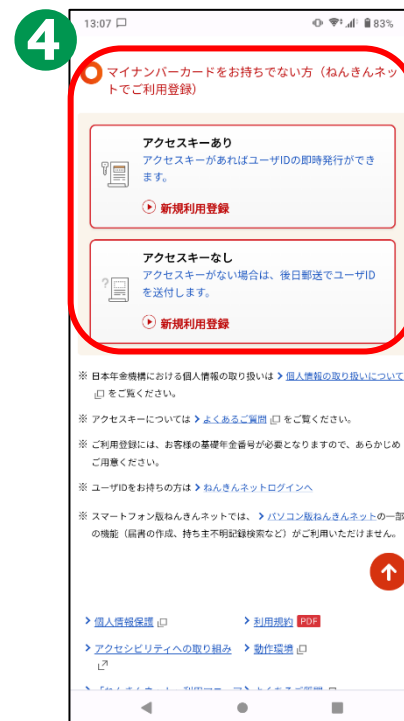 4
13:07 83%
マイナンバーカードをお持ちでない方（ねんきんネッ
トでご利用登録）
アクセスキーあり
アクセスキーがあればユーザIDの即時発行ができ
ます。
新規利用登録
アクセスキーなし
アクセスキーがない場合は、後日郵送でユーザID
を送付します。
新規利用登録
※ 日本年金機構における個人情報の取り扱いは 個人情報の取り扱いについて
をご覧ください。
※ アクセスキーについては よくあるご質問 をご覧ください。
※ ご利用登録には、お客様の基礎年金番号が必要となりますので、あらかじめ
ご用意ください。
※ ユーザIDをお持ちの方は ねんきんネットログインへ
※ スマートフォン版ねんきんネットでは、 パソコン版ねんきんネットの一部
の機能（届書の作成、持ち主不明記録検索など）がご利用いただけません。
個人情報保護 利用規約 PDF
アクセシビリティへの取り組み 動作環境